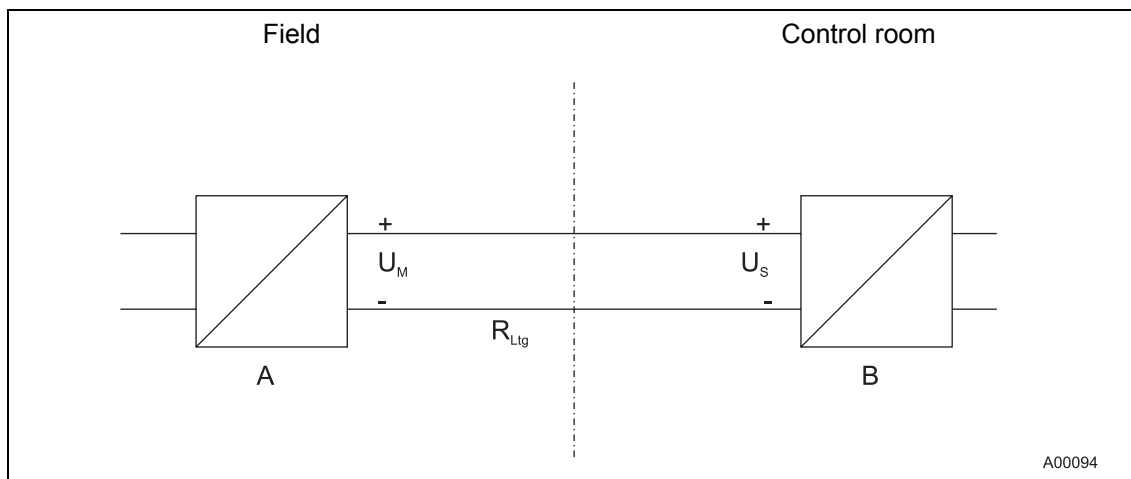 Field Control room
+ +
U_M U_S
- -
R_Ltg
A B
A00094